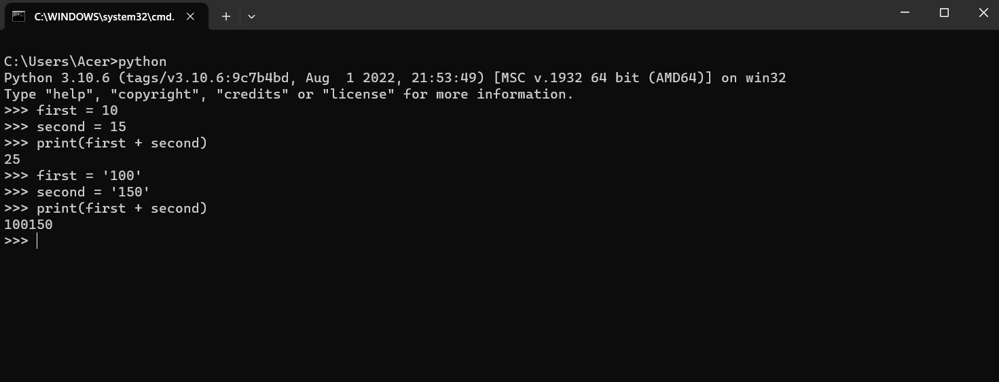 C:\WINDOWS\system32\cmd.
C:\Users\Acer>python
Python 3.10.6 (tags/v3.10.6:9c7b4bd, Aug  1 2022, 21:53:49) [MSC v.1932 64 bit (AMD64)] on win32
Type "help", "copyright", "credits" or "license" for more information.
>>> first = 10
>>> second = 15
>>> print(first + second)
25
>>> first = '100'
>>> second = '150'
>>> print(first + second)
100150
>>>